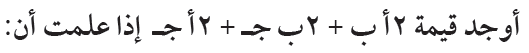 أوجد قيمة ٢أ ب + ٢ب جـ + ٢أ جـ إذا علمت أن: